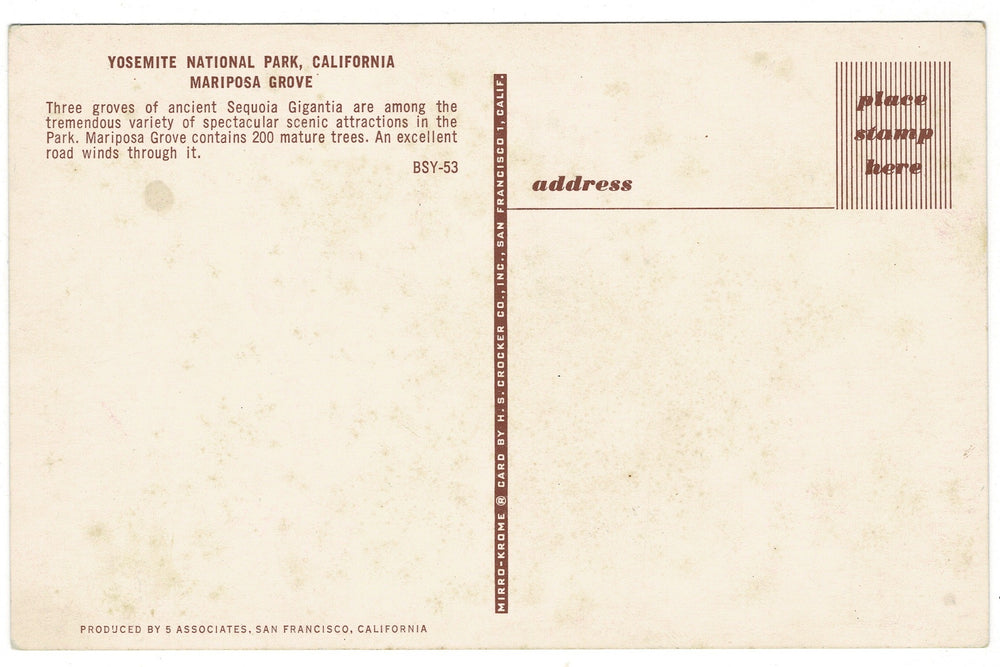 YOSEMITE NATIONAL PARK, CALIFORNIA
MARIPOSA GROVE
Three groves of ancient Sequoia Gigantia are among the
tremendous variety of spectacular scenic attractions in the
Park. Mariposa Grove contains 200 mature trees. An excellent
road winds through it.
BSY-53
PRODUCED BY 5 ASSOCIATES, SAN FRANCISCO, CALIFORNIA
MIRRO-KROME ® CARD BY H. S. CROCKER CO., INC., SAN FRANCISCO 1, CALIF.
address
place
stamp
here